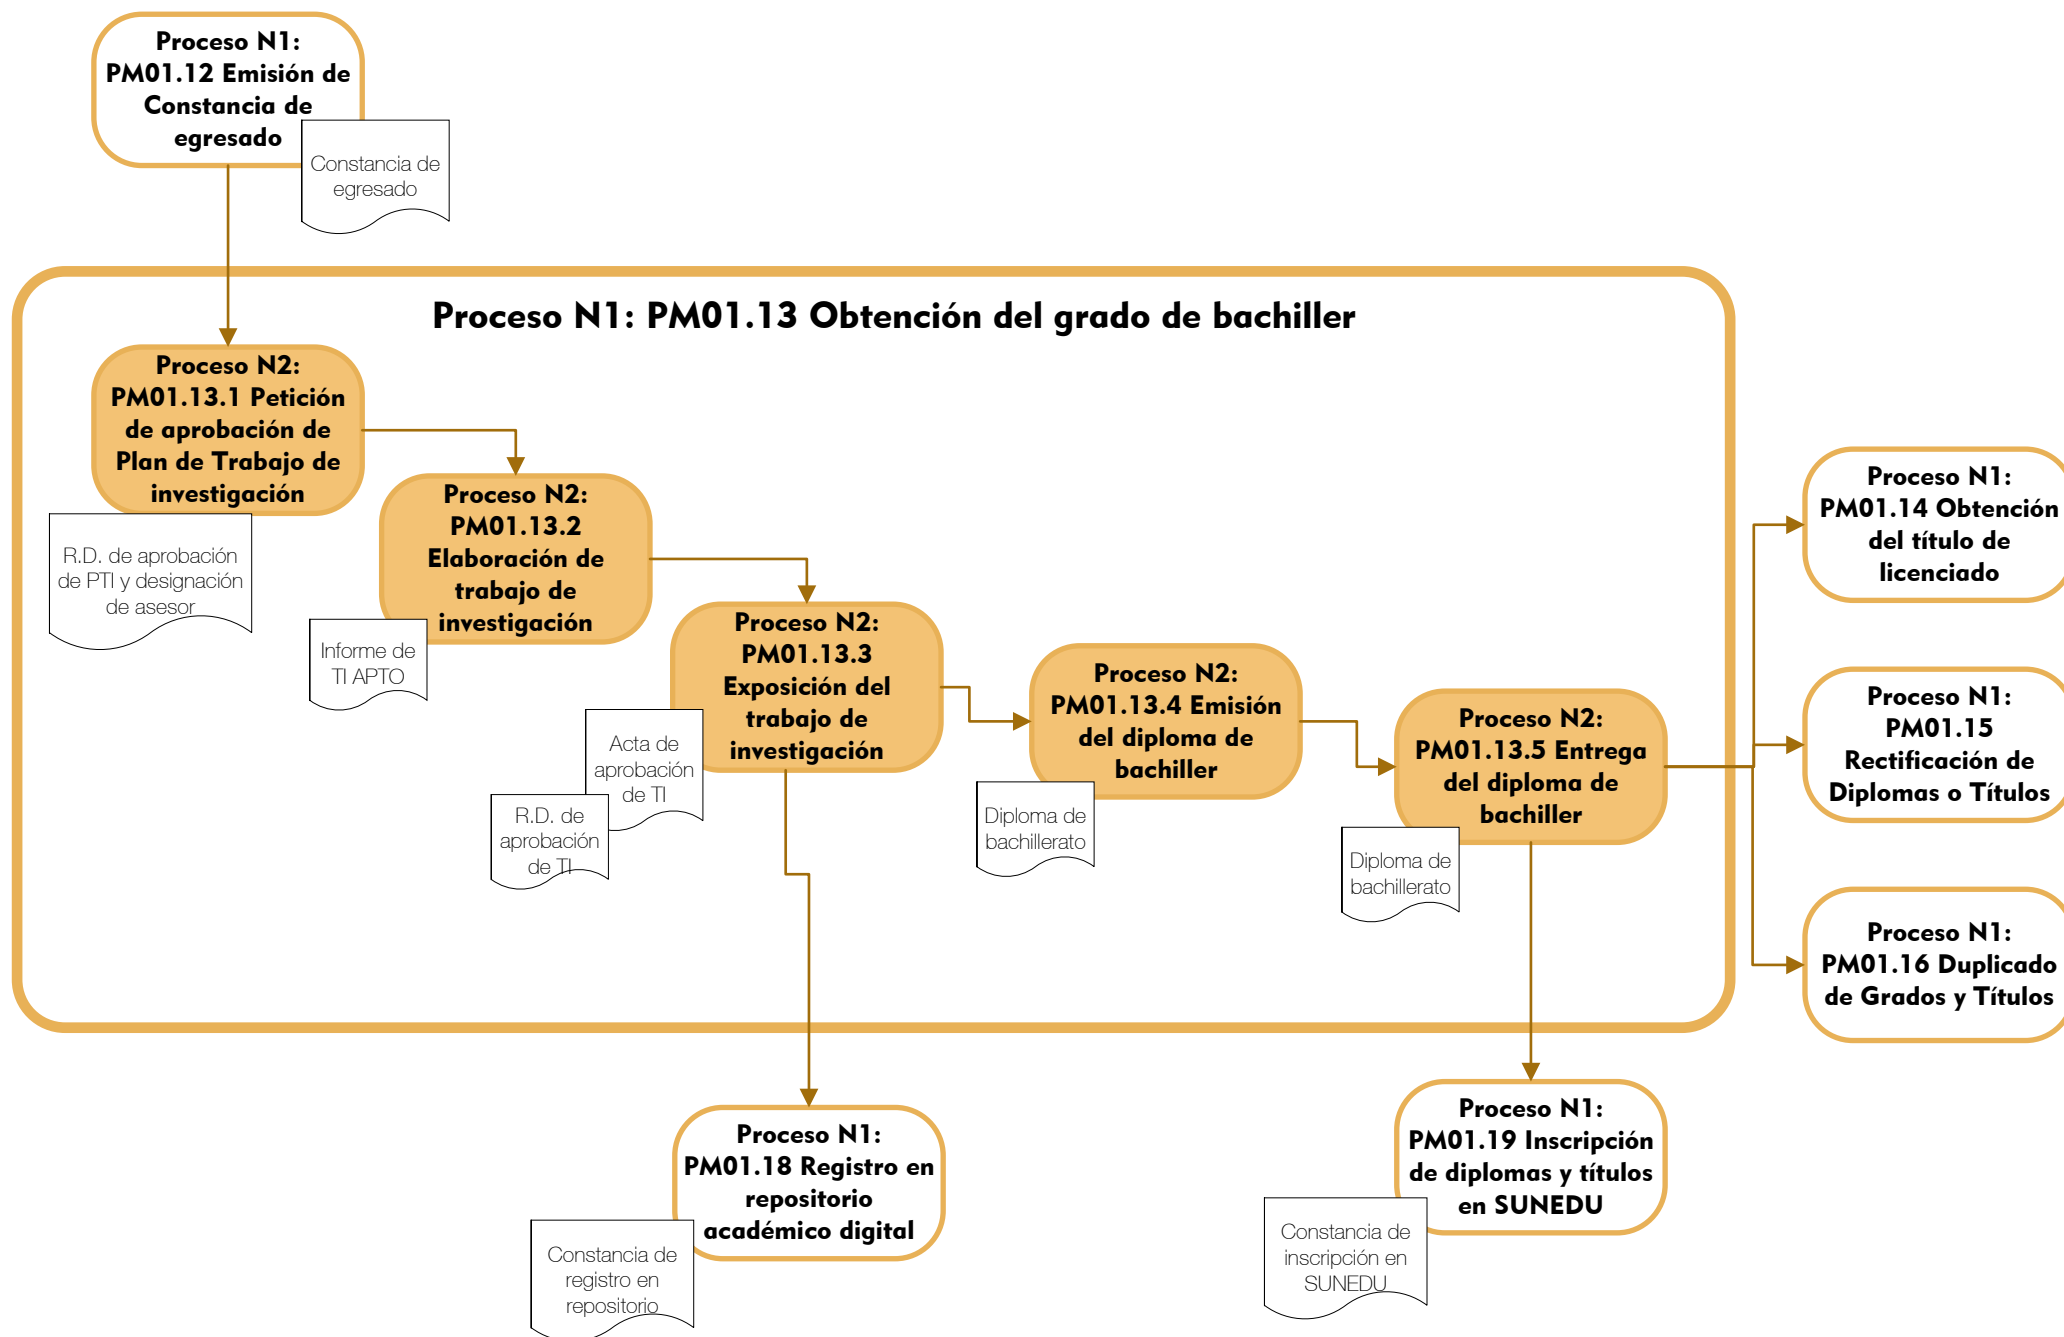 Proceso N1:
PM01.12 Emisión de
Constancia de
egresado
Constancia de
egresado
Proceso N1: PM01.13 Obtención del grado de bachiller
Proceso N2:
PM01.13.1 Petición
de aprobación de
Plan de Trabajo de
investigación
R.D. de aprobación
de PTI y designación
de asesor
Proceso N2:
PM01.13.2
Elaboración de
trabajo de
investigación
Informe de
TI APTO
Proceso N2:
PM01.13.3
Exposición del
trabajo de
investigación
Acta de
aprobación
de TI
R.D. de
aprobación
de TI
Proceso N2:
PM01.13.4 Emisión
del diploma de
bachiller
Diploma de
bachillerato
Proceso N2:
PM01.13.5 Entrega
del diploma de
bachiller
Diploma de
bachillerato
Proceso N1:
PM01.14 Obtención
del título de
licenciado
Proceso N1:
PM01.15
Rectificación de
Diplomas o Títulos
Proceso N1:
PM01.16 Duplicado
de Grados y Títulos
Proceso N1:
PM01.18 Registro en
repositorio
académico digital
Constancia de
registro en
repositorio
Proceso N1:
PM01.19 Inscripción
de diplomas y títulos
en SUNEDU
Constancia de
inscripción en
SUNEDU